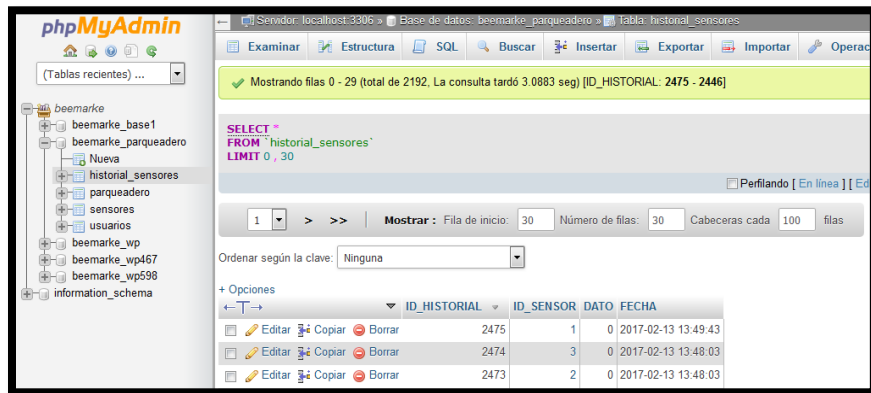 phpMyAdmin
(Tablas recientes) ...
beemarke
beemarke_base1
beemarke_parqueadero
Nueva
historial_sensores
parqueadero
sensores
usuarios
beemarke_wp
beemarke_wp467
beemarke_wp598
information_schema
Servidor: localhost:3306 » Base de datos: beemarke_parqueadero » Tabla: historial_sensores
Examinar Estructura SQL Buscar Insertar Exportar Importar Operac
Mostrando filas 0 - 29 (total de 2192, La consulta tardó 3.0883 seg) [ID_HISTORIAL: 2475 - 2446]
SELECT *
FROM `historial_sensores`
LIMIT 0 , 30
Perfilando [ En línea ] [ Ed
1 > >> | Mostrar : Fila de inicio: 30 Número de filas: 30 Cabeceras cada 100 filas
Ordenar según la clave: Ninguna
+ Opciones
←T→ ID_HISTORIAL ID_SENSOR DATO FECHA
Editar Copiar Borrar 2475 1 0 2017-02-13 13:49:43
Editar Copiar Borrar 2474 3 0 2017-02-13 13:48:03
Editar Copiar Borrar 2473 2 0 2017-02-13 13:48:03